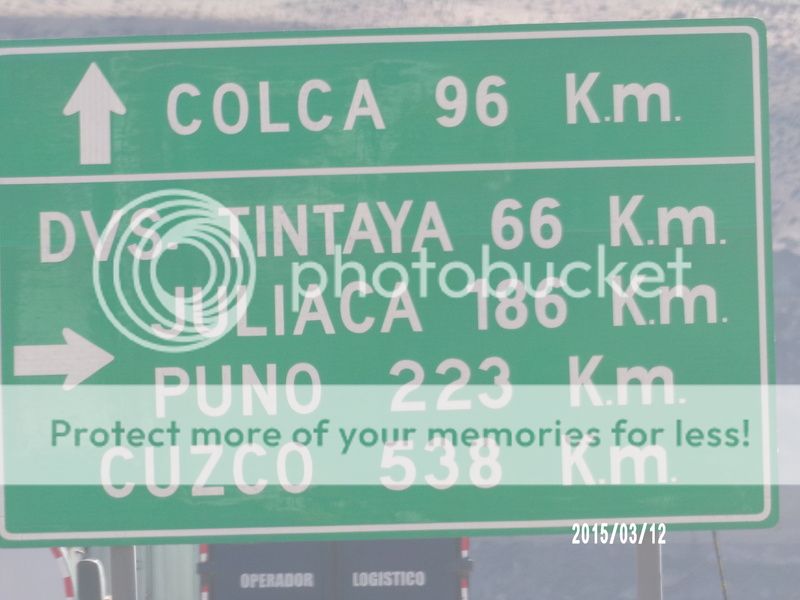 COLCA 96 K.m.
DVS. TINTAYA 66 K.m.
photobucket
JULIACA 186 K.m.
PUNO 223 K.m.
Protect more of your memories for less!
CUZCO 538 K.m.
2015/03/12
OPERADOR LOGISTICO